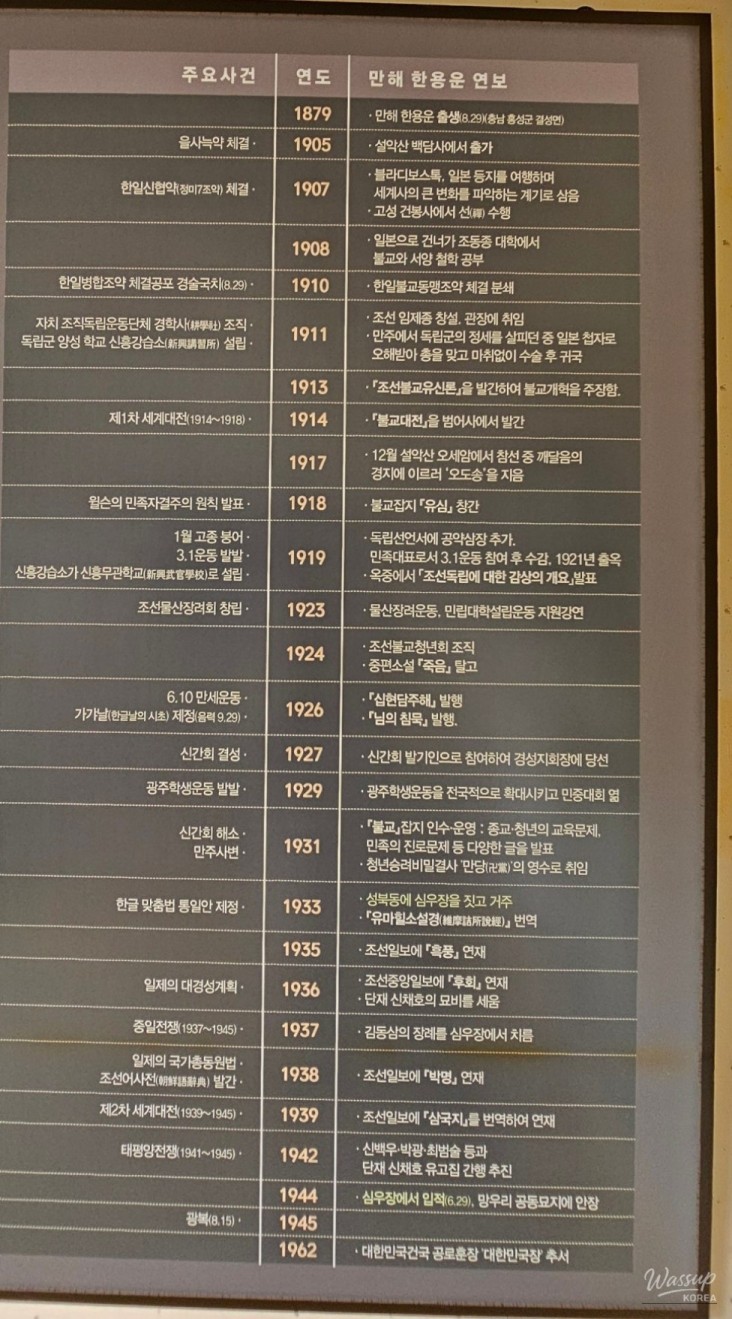 주요사건 연도 만해 한용운 연보
1879 · 만해 한용운 출생(8.29)(충남 홍성군 결성면)
을사늑약 체결 · 1905 · 설악산 백담사에서 출가
한일신협약(정미7조약) 체결 · 1907 · 블라디보스톡, 일본 등지를 여행하며
세계사의 큰 변화를 파악하는 계기로 삼음
· 고성 건봉사에서 선(禪) 수행
1908 · 일본으로 건너가 조동종 대학에서
불교와 서양 철학 공부
한일병합조약 체결공포 경술국치(8.29) · 1910 · 한일불교동맹조약 체결 분쇄
자치 조직독립운동단체 경학사(耕學社) 조직 · 1911 · 조선 임제종 창설, 관장에 취임
독립군 양성 학교 신흥강습소(新興講習所) 설립 · · 만주에서 독립군의 정세를 살피던 중 일본 첩자로
오해받아 총을 맞고 마취없이 수술 후 귀국
1913 · 『조선불교유신론』을 발간하여 불교개혁을 주장함.
제1차 세계대전(1914~1918) · 1914 · 『불교대전』을 범어사에서 발간
1917 · 12월 설악산 오세암에서 참선 중 깨달음의
경지에 이르러 '오도송'을 지음
윌슨의 민족자결주의 원칙 발표 · 1918 · 불교잡지 『유심』 창간
1월 고종 붕어 · 1919 · 독립선언서에 공약삼장 추가,
3.1운동 발발 · 민족대표로서 3.1운동 참여 후 수감, 1921년 출옥
신흥강습소가 신흥무관학교(新興武官學校)로 설립 · · 옥중에서 『조선독립에 대한 감상의 개요』발표
조선물산장려회 창립 · 1923 · 물산장려운동, 민립대학설립운동 지원강연
1924 · 조선불교청년회 조직
· 중편소설 『죽음』 탈고
6.10 만세운동 · 1926 · 『십현담주해』 발행
가갸날(한글날의 시초) 제정(음력 9.29) · · 『님의 침묵』 발행.
신간회 결성 · 1927 · 신간회 발기인으로 참여하여 경성지회장에 당선
광주학생운동 발발 · 1929 · 광주학생운동을 전국적으로 확대시키고 민중대회 엶
신간회 해소 · 1931 · 『불교』잡지 인수·운영 : 종교·청년의 교육문제,
만주사변 · 민족의 진로문제 등 다양한 글을 발표
· 청년승려비밀결사 '만당(卍黨)'의 영수로 취임
한글 맞춤법 통일안 제정 · 1933 · 성북동에 심우장을 짓고 거주
· 『유마힐소설경(維摩詰所說經)』 번역
1935 · 조선일보에 『흑풍』 연재
일제의 대경성계획 · 1936 · 조선중앙일보에 『후회』 연재
· 단재 신채호의 묘비를 세움
중일전쟁(1937~1945) · 1937 · 김동삼의 장례를 심우장에서 치름
일제의 국가총동원법 · 1938 · 조선일보에 『박명』 연재
조선어사전(朝鮮語辭典) 발간 ·
제2차 세계대전(1939~1945) · 1939 · 조선일보에 『삼국지』를 번역하여 연재
태평양전쟁(1941~1945) · 1942 · 신백우·박광·최범술 등과
단재 신채호 유고집 간행 추진
1944 · 심우장에서 입적(6.29), 망우리 공동묘지에 안장
광복(8.15) · 1945
1962 · 대한민국건국 공로훈장 '대한민국장' 추서
Wassup
KOREA